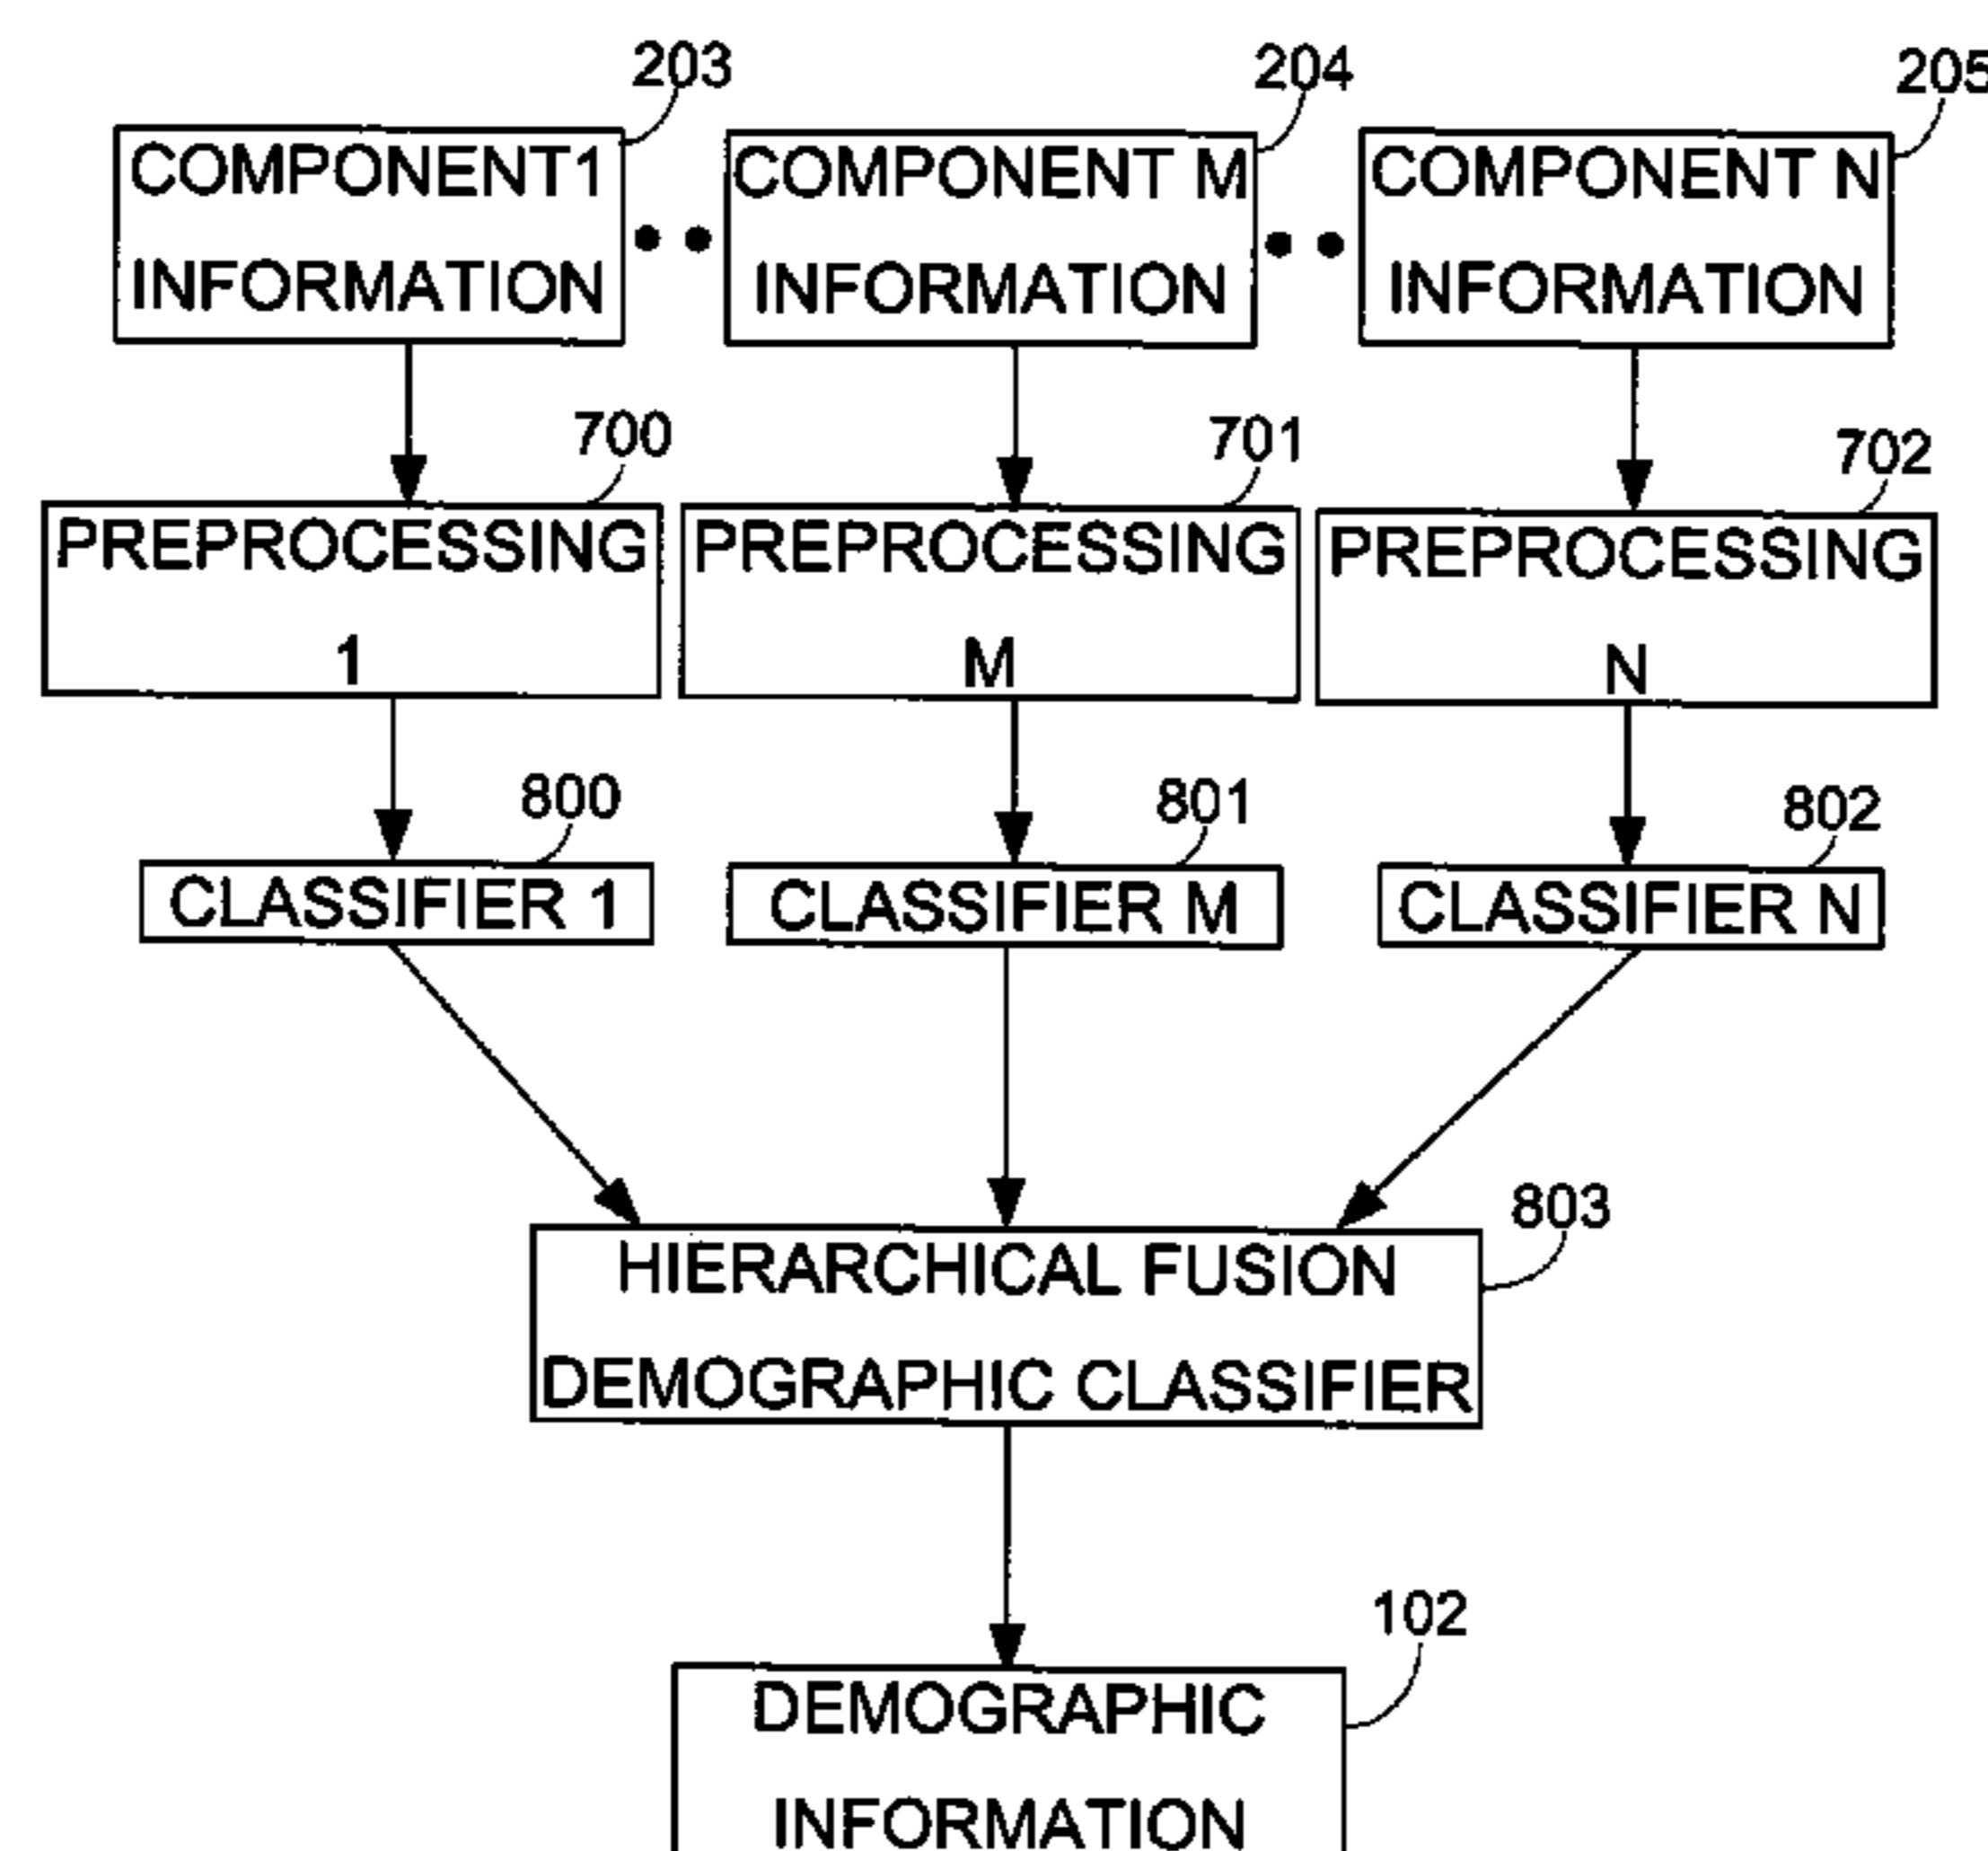 203
204
205
COMPONENT1
INFORMATION
COMPONENT M
INFORMATION
COMPONENT N
INFORMATION
700
701
702
PREPROCESSING
1
PREPROCESSING
M
PREPROCESSING
N
800
801
802
CLASSIFIER 1
CLASSIFIER M
CLASSIFIER N
803
HIERARCHICAL FUSION
DEMOGRAPHIC CLASSIFIER
102
DEMOGRAPHIC
INFORMATION